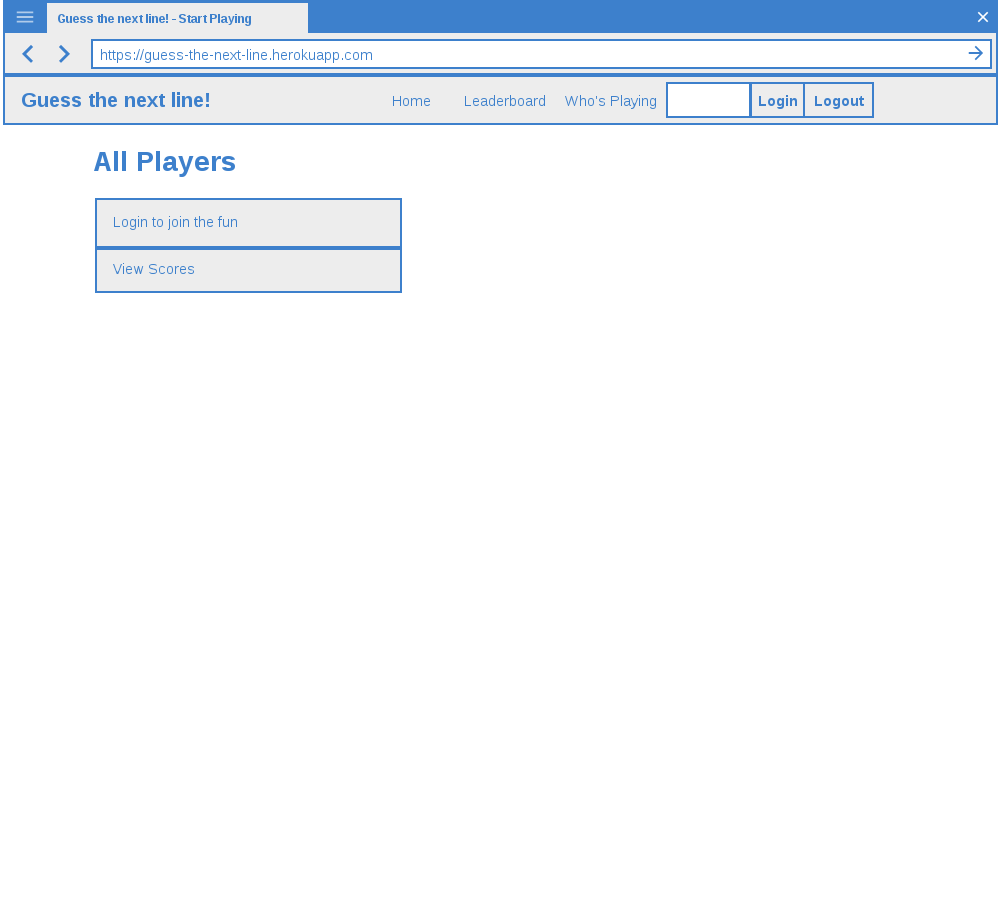 Guess the next line! - Start Playing
https://guess-the-next-line.herokuapp.com
Guess the next line!
Home
Leaderboard
Who's Playing
Login
Logout
All Players
Login to join the fun
View Scores